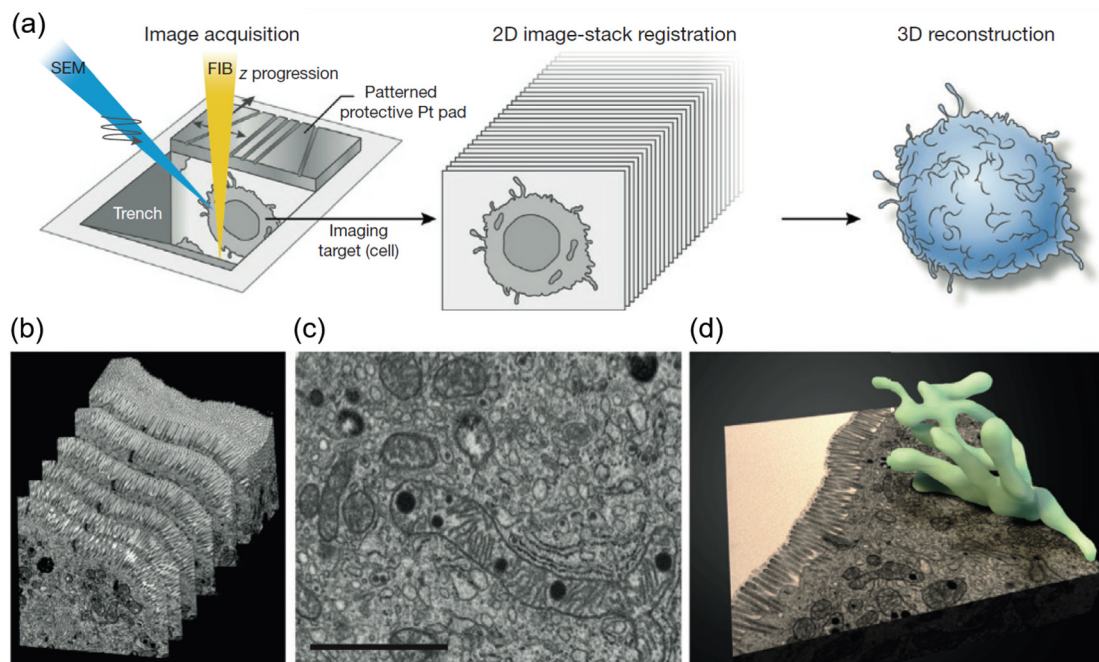 (a)
Image acquisition
2D image-stack registration
3D reconstruction
SEM
FIB
z progression
Patterned
protective Pt pad
Trench
Imaging
target (cell)
(b)
(c)
(d)